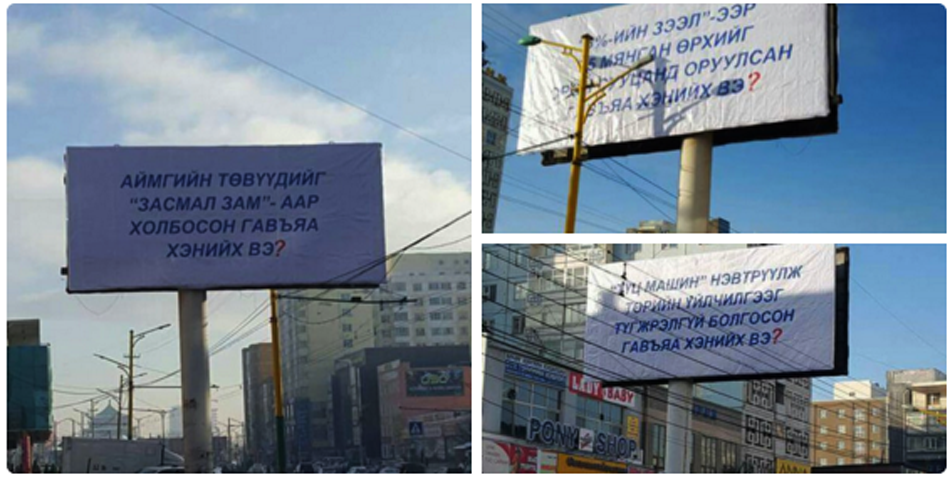 АЙМГИЙН ТӨВҮҮДИЙГ
"ЗАСМАЛ ЗАМ"- ААР
ХОЛБОСОН ГАВЪЯА
ХЭНИЙХ ВЭ?
%-ИЙН ЗЭЭЛ"-ЭЭР
МЯНГАН ӨРХИЙГ
ОРУУЛСАН
ГАВЪЯА ХЭНИЙХ ВЭ?
"ТҮЦ МАШИН" НЭВТРҮҮЛЖ
ТӨРИЙН ҮЙЛЧИЛГЭЭГ
ТҮГЖРЭЛГҮЙ БОЛГОСОН
ГАВЪЯА ХЭНИЙХ ВЭ?
BABY
PONY SHOP